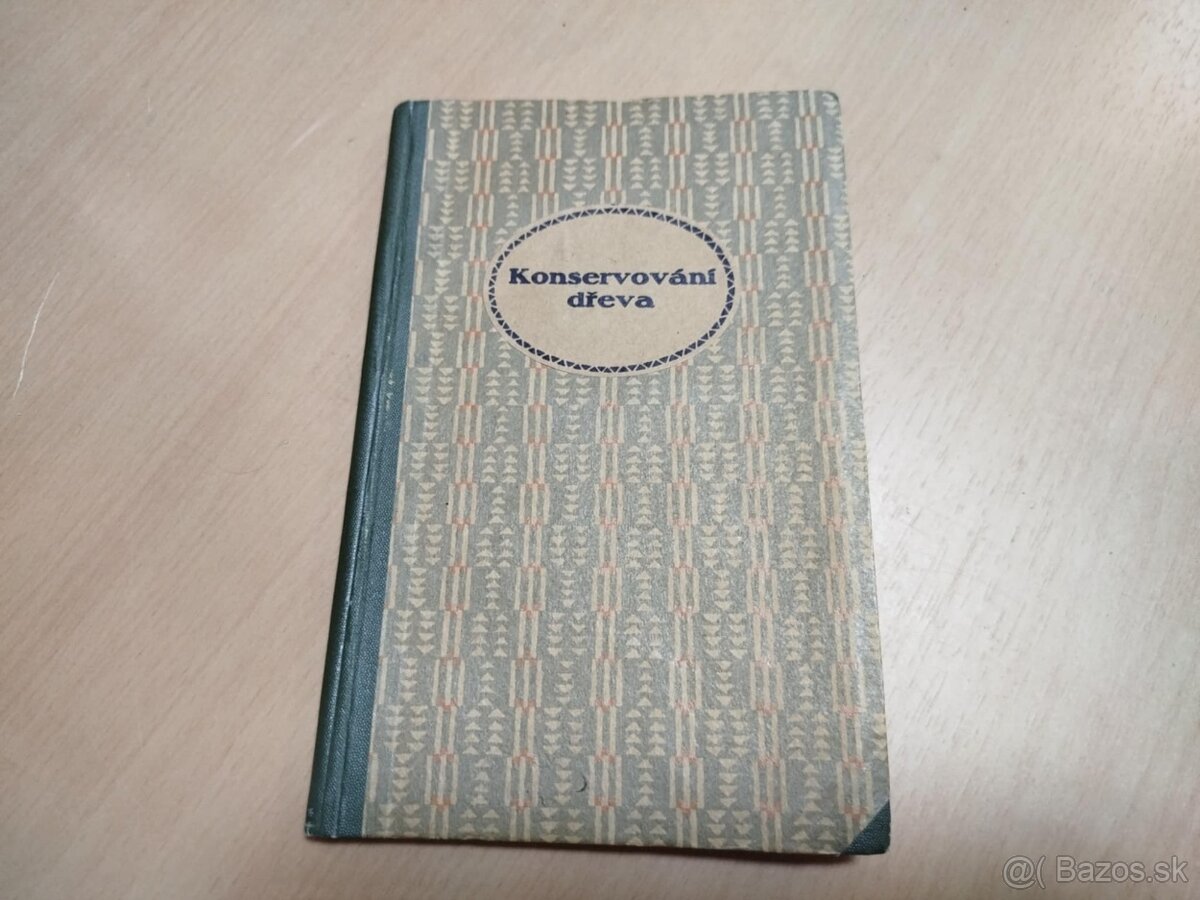 Konservování
dřeva
@( Bazos.sk